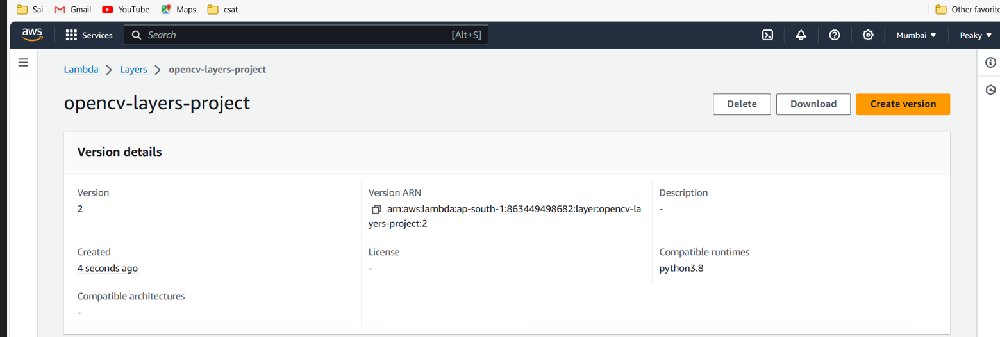 Sai Gmail YouTube Maps csat Other favorite
aws Services Search [Alt+S] Mumbai Peaky
Lambda Layers opencv-layers-project
opencv-layers-project
Delete Download Create version
Version details
Version
2
Version ARN
arn:aws:lambda:ap-south-1:863449498682:layer:opencv-la
yers-project:2
Description
-
Created
4 seconds ago
License
-
Compatible runtimes
python3.8
Compatible architectures
-